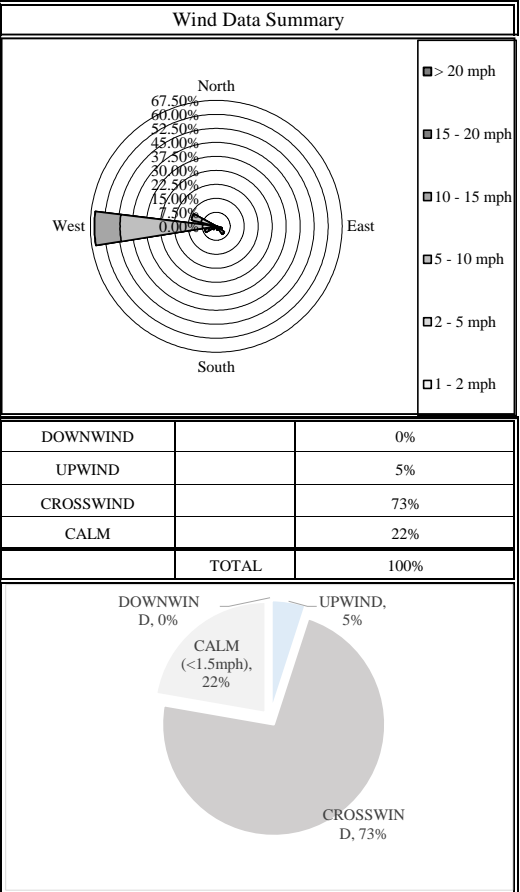 Wind Data Summary
North
67.50%
60.00%
52.50%
45.00%
37.50%
30.00%
22.50%
15.00%
7.50%
0.00%
West
East
South
> 20 mph
15 - 20 mph
10 - 15 mph
5 - 10 mph
2 - 5 mph
1 - 2 mph
DOWNWIND 0%
UPWIND 5%
CROSSWIND 73%
CALM 22%
TOTAL 100%
DOWNWIN
D, 0%
UPWIND,
5%
CALM
(<1.5mph),
22%
CROSSWIN
D, 73%